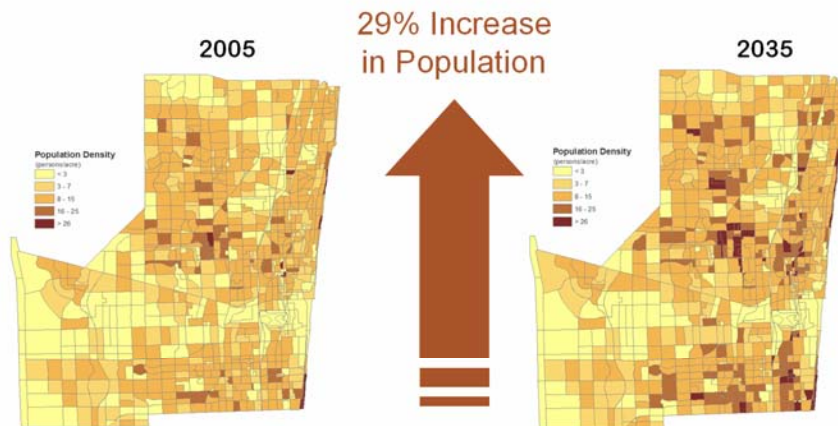 29% Increase
in Population
2005
2035
Population Density
(persons/acre)
< 3
3 - 7
8 - 15
16 - 25
> 26
Population Density
(persons/acre)
< 3
3 - 7
8 - 15
16 - 25
> 26